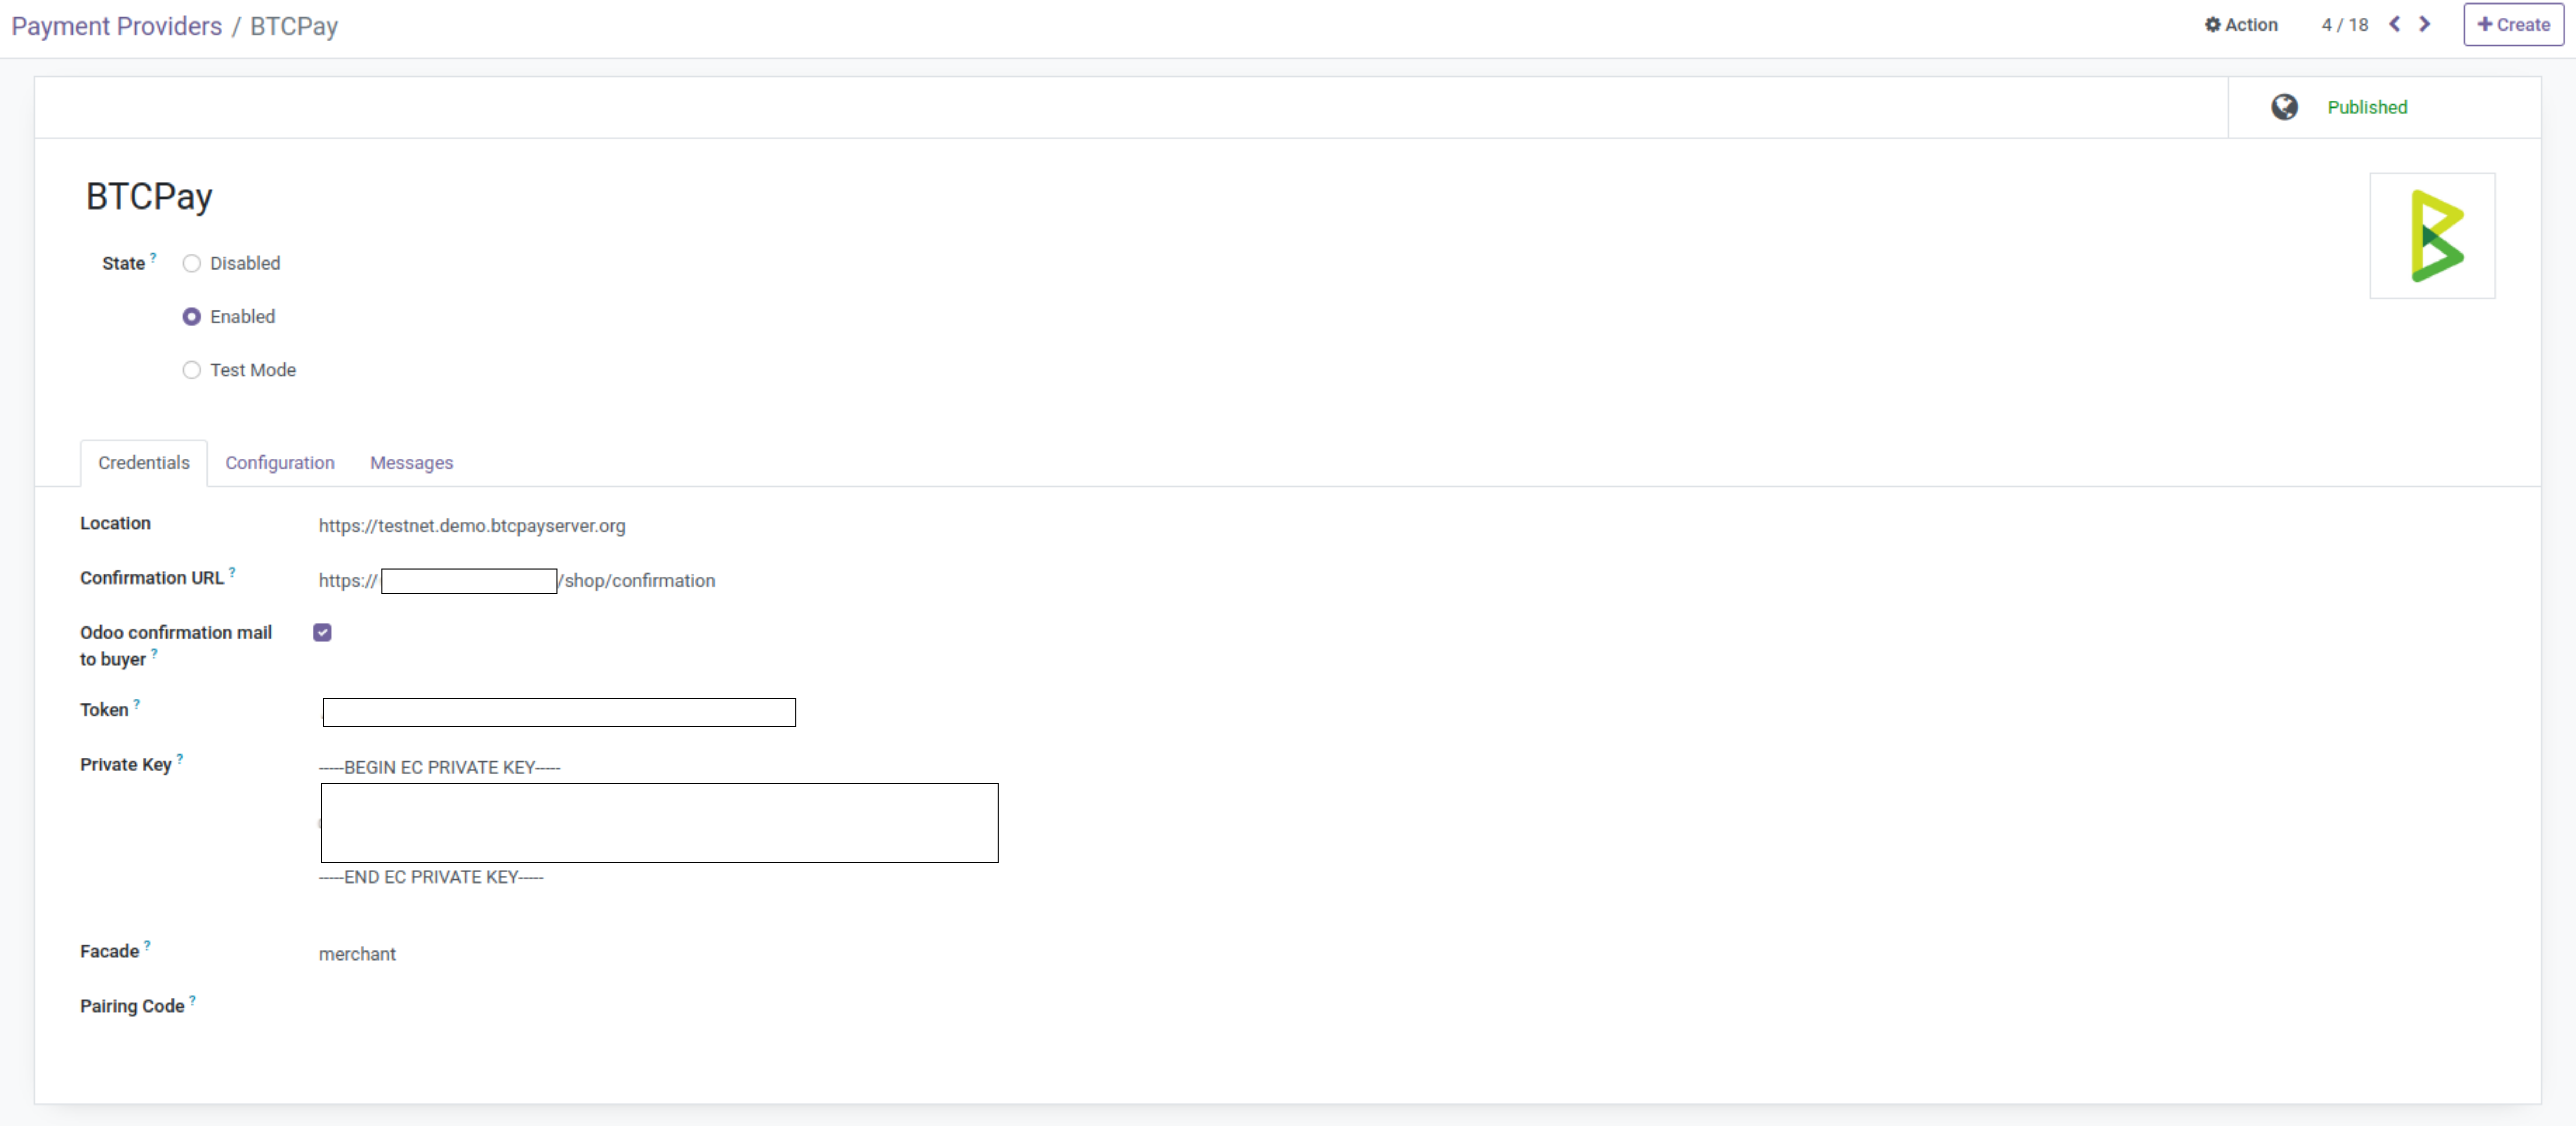 Payment Providers / BTCPay
Action 4 / 18 Create
Published
BTCPay
State ? Disabled
Enabled
Test Mode
Credentials Configuration Messages
Location https://testnet.demo.btcpayserver.org
Confirmation URL ? https:// /shop/confirmation
Odoo confirmation mail
to buyer ?
Token ?
Private Key ? -----BEGIN EC PRIVATE KEY-----
-----END EC PRIVATE KEY-----
Facade ? merchant
Pairing Code ?